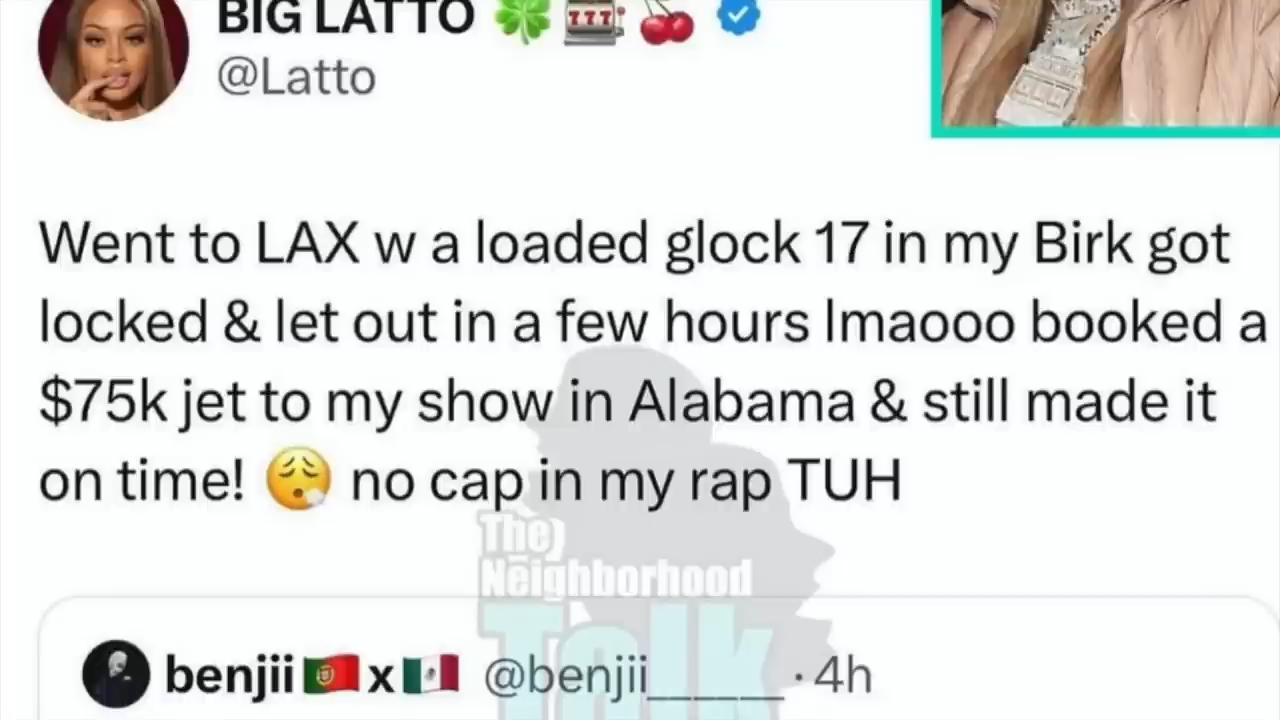 BIG LATTO 🍀 🎰 🍒
@Latto
Went to LAX w a loaded glock 17 in my Birk got
locked & let out in a few hours lmaooo booked a
$75k jet to my show in Alabama & still made it
on time! 😮‍💨 no cap in my rap TUH
The
Neighborhood
Talk
benjii🇵🇹x🇲🇽 @benjii______ · 4h